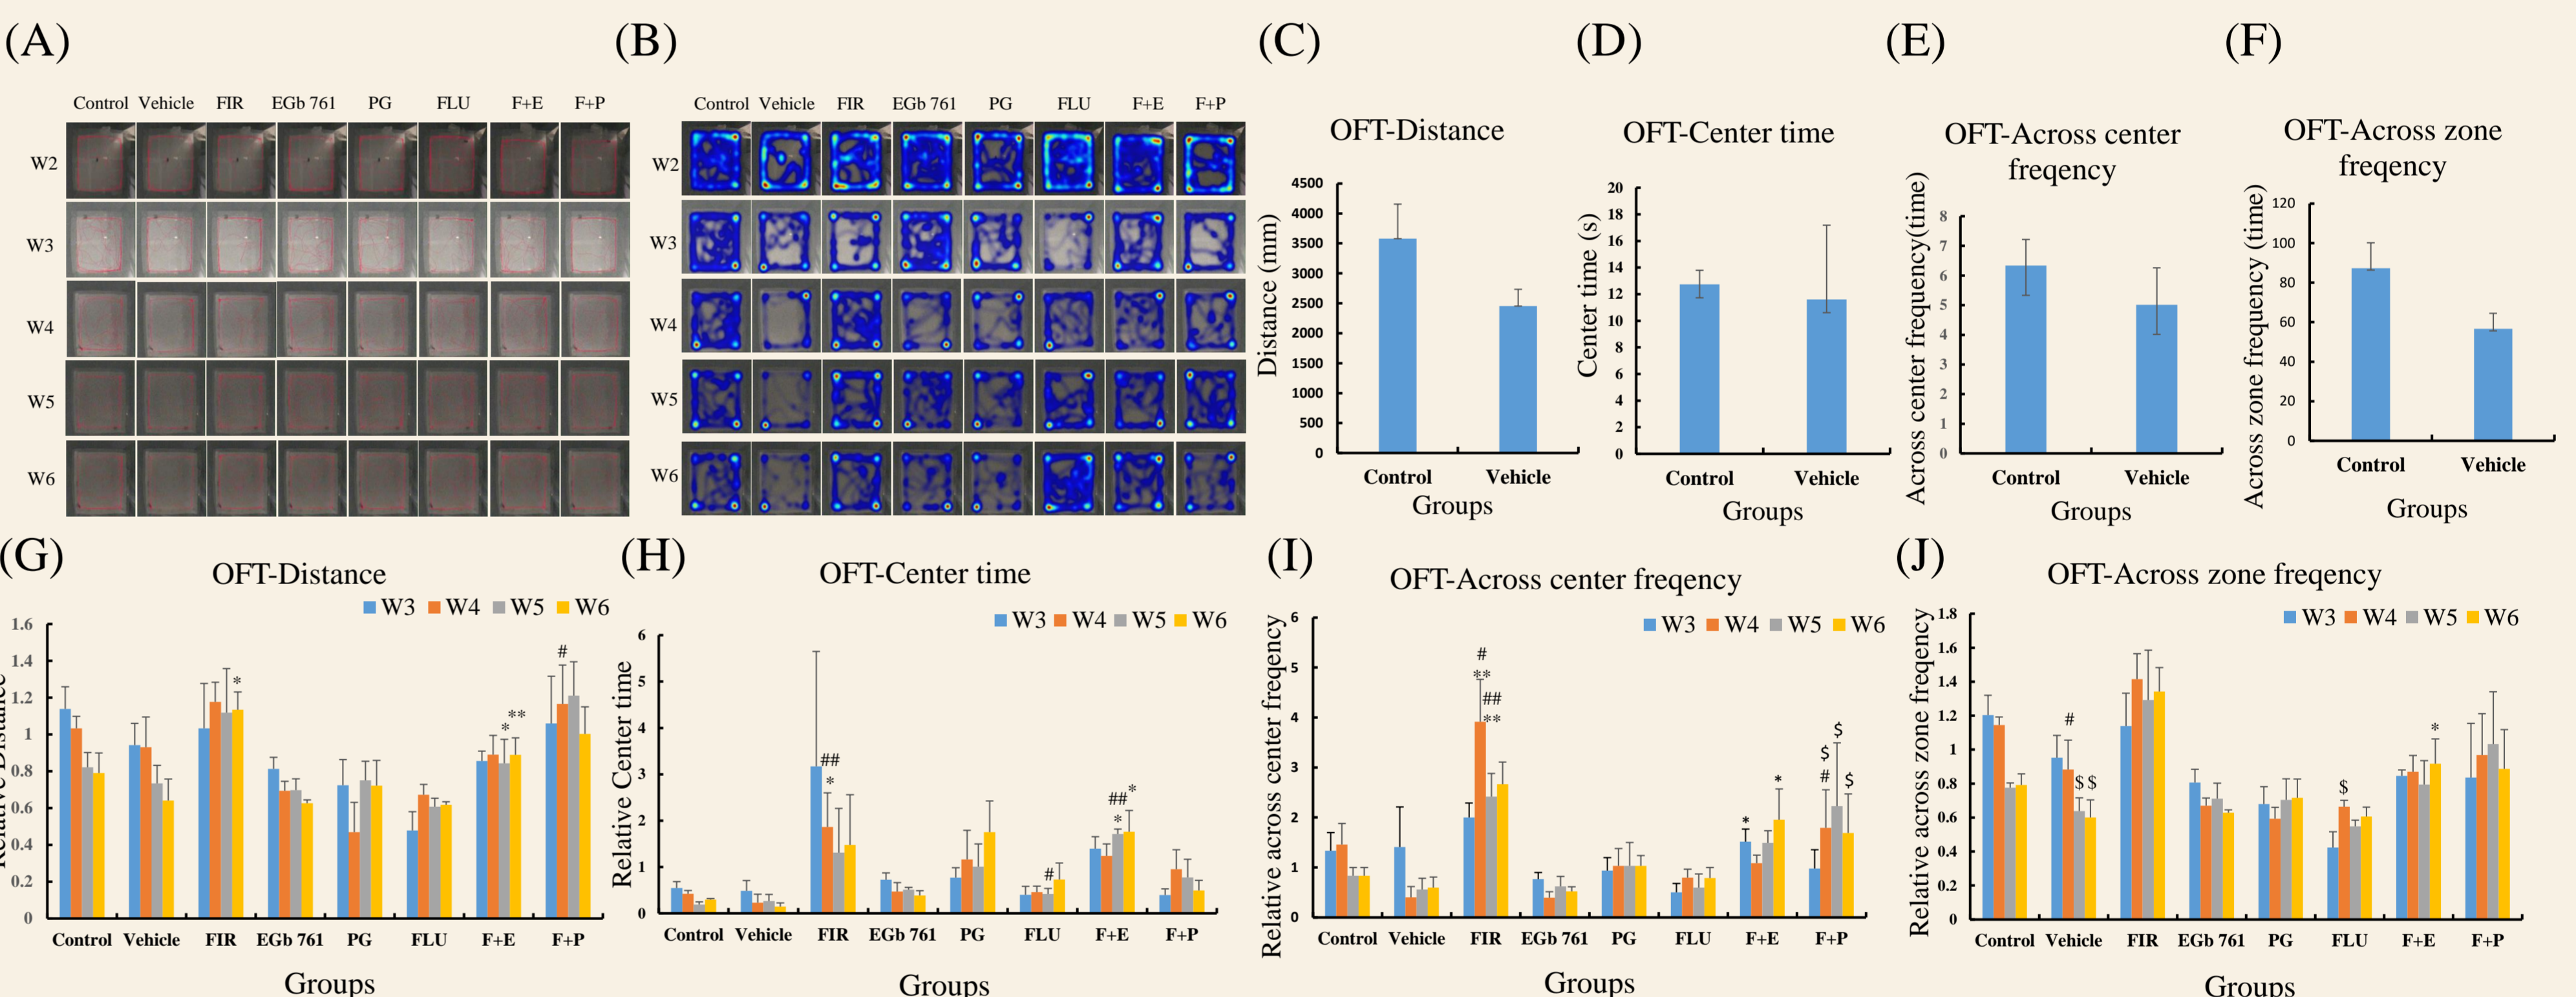 (A)
Control Vehicle FIR EGb 761 PG FLU F+E F+P
W2
W3
W4
W5
W6
(B)
Control Vehicle FIR EGb 761 PG FLU F+E F+P
W2
W3
W4
W5
W6
(C)
OFT-Distance
Distance (mm)
4500
4000
3500
3000
2500
2000
1500
1000
500
0
Control Vehicle
Groups
(D)
OFT-Center time
Center time (s)
20
18
16
14
12
10
8
6
4
2
0
Control Vehicle
Groups
(E)
OFT-Across center
freqency
Across center frequency(time)
8
7
6
5
4
3
2
1
0
Control Vehicle
Groups
(F)
OFT-Across zone
freqency
Across zone frequency (time)
120
100
80
60
40
20
0
Control Vehicle
Groups
(G)
OFT-Distance
W3 W4 W5 W6
Relative Distance
1.6
1.4
1.2
1
0.8
0.6
0.4
0.2
0
*
*
**
#
Control Vehicle FIR EGb 761 PG FLU F+E F+P
Groups
(H)
OFT-Center time
W3 W4 W5 W6
Relative Center time
6
5
4
3
2
1
0
##
*
#
##
*
*
Control Vehicle FIR EGb 761 PG FLU F+E F+P
Groups
(I)
OFT-Across center freqency
W3 W4 W5 W6
Relative across center freqency
6
5
4
3
2
1
0
#
**
##
**
*
*
$
#
$
$
Control Vehicle FIR EGb 761 PG FLU F+E F+P
Groups
(J)
OFT-Across zone freqency
W3 W4 W5 W6
Relative across zone freqency
1.8
1.6
1.4
1.2
1
0.8
0.6
0.4
0.2
0
#
$ $
$
*
Control Vehicle FIR EGb 761 PG FLU F+E F+P
Groups